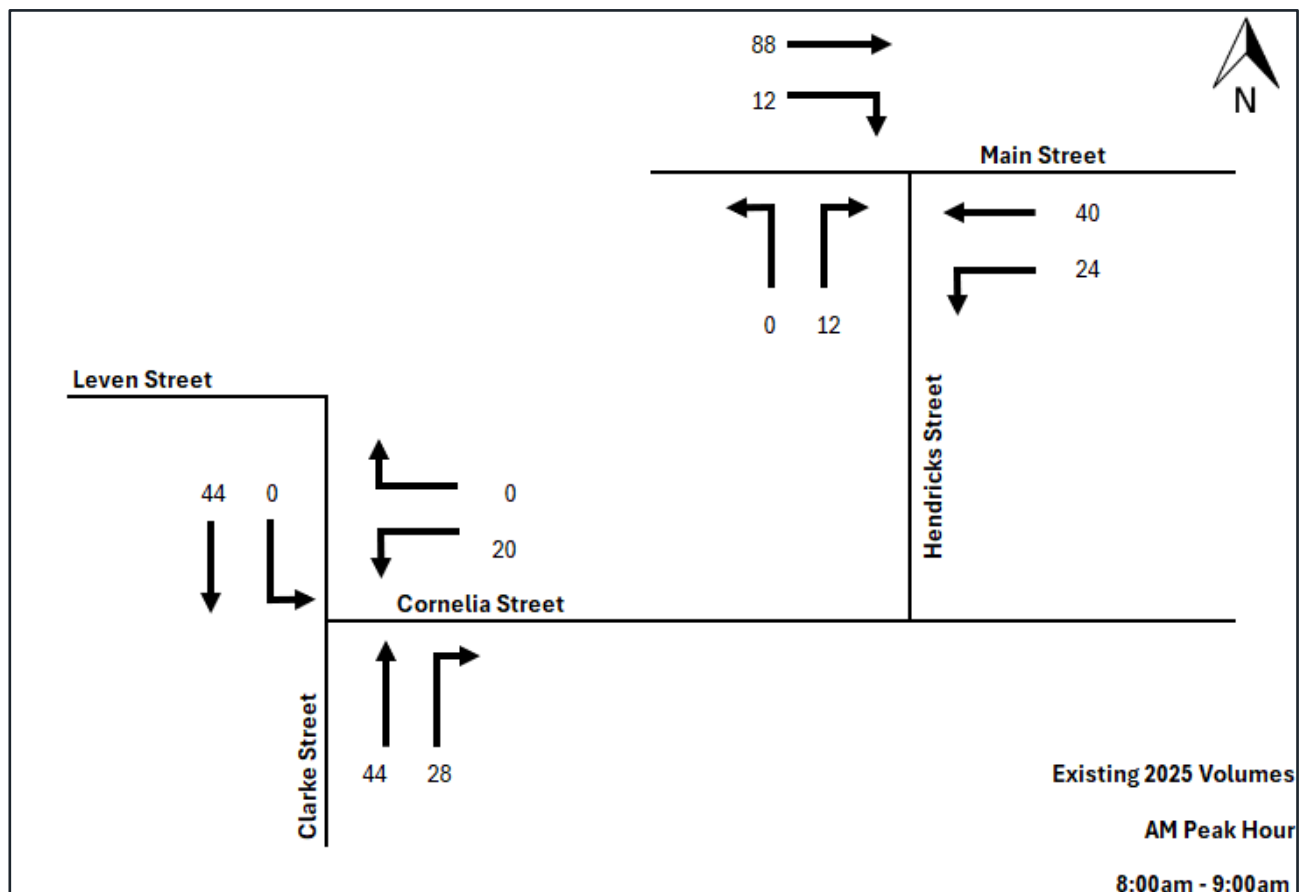 88
12
N
Main Street
40
24
0 12
Hendricks Street
Leven Street
44 0
0
20
Cornelia Street
Clarke Street
44 28
Existing 2025 Volumes
AM Peak Hour
8:00am - 9:00am